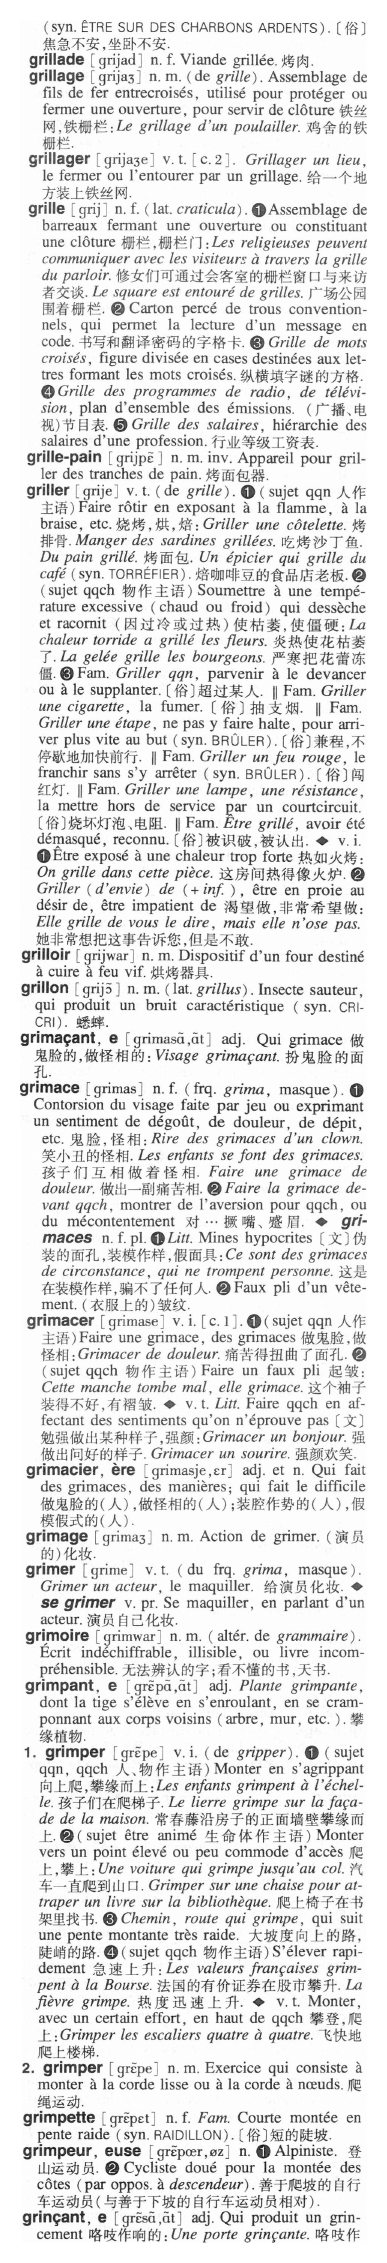 (syn. ÊTRE SUR DES CHARBONS ARDENTS). 〔俗〕
焦急不安,坐卧不安.
grillade [grijad] n. f. Viande grillée. 烤肉.
grillage [grijaʒ] n. m. (de grille). Assemblage de
fils de fer entrecroisés, utilisé pour protéger ou
fermer une ouverture, pour servir de clôture 铁丝
网,铁栅栏: Le grillage d'un poulailler. 鸡舍的铁
栅栏.
grillager [grijaʒe] v. t. [c. 2]. Grillager un lieu,
le fermer ou l'entourer par un grillage. 给一个地
方装上铁丝网.
grille [grij] n. f. (lat. craticula). ❶ Assemblage de
barreaux fermant une ouverture ou constituant
une clôture 栅栏,栅栏门: Les religieuses peuvent
communiquer avec les visiteurs à travers la grille
du parloir. 修女们可通过会客室的栅栏窗口与来访
者交谈. Le square est entouré de grilles. 广场公园
围着栅栏. ❷ Carton percé de trous convention-
nels, qui permet la lecture d'un message en
code. 书写和翻译密码的字格卡. ❸ Grille de mots
croisés, figure divisée en cases destinées aux let-
tres formant les mots croisés. 纵横填字谜的方格.
❹ Grille des programmes de radio, de télévi-
sion, plan d'ensemble des émissions. (广播、电
视)节目表. ❺ Grille des salaires, hiérarchie des
salaires d'une profession. 行业等级工资表.
grille-pain [grijpɛ̃] n. m. inv. Appareil pour gril-
ler des tranches de pain. 烤面包器.
griller [grije] v. t. (de grille). ❶ (sujet qqn 人作
主语) Faire rôtir en exposant à la flamme, à la
braise, etc. 烧烤,烘,焙: Griller une côtelette. 烤
排骨. Manger des sardines grillées. 吃烤沙丁鱼.
Du pain grillé. 烤面包. Un épicier qui grille du
café (syn. TORRÉFIER). 焙咖啡豆的食品店老板. ❷
(sujet qqch 物作主语) Soumettre à une tempé-
rature excessive (chaud ou froid) qui dessèche
et racornit (因过冷或过热)使枯萎,使僵硬: La
chaleur torride a grillé les fleurs. 炎热使花枯萎
了. La gelée grille les bourgeons. 严寒把花蕾冻
僵. ❸ Fam. Griller qqn, parvenir à le devancer
ou à le supplanter. 〔俗〕超过某人. ‖ Fam. Griller
une cigarette, la fumer. 〔俗〕抽支烟. ‖ Fam.
Griller une étape, ne pas y faire halte, pour arri-
ver plus vite au but (syn. BRÛLER). 〔俗〕兼程,不
停歇地加快前行. ‖ Fam. Griller un feu rouge, le
franchir sans s'y arrêter (syn. BRÛLER). 〔俗〕闯
红灯. ‖ Fam. Griller une lampe, une résistance,
la mettre hors de service par un courtcircuit.
〔俗〕烧坏灯泡、电阻. ‖ Fam. Être grillé, avoir été
démasqué, reconnu. 〔俗〕被识破,被认出. ◆ v. i.
❶ Être exposé à une chaleur trop forte 热如火烤:
On grille dans cette pièce. 这房间热得像火炉. ❷
Griller (d'envie) de (+ inf.), être en proie au
désir de, être impatient de 渴望做,非常希望做:
Elle grille de vous le dire, mais elle n'ose pas.
她非常想把这事告诉您,但是不敢.
grilloir [grijwar] n. m. Dispositif d'un four destiné
à cuire à feu vif. 烘烤器具.
grillon [grijɔ̃] n. m. (lat. grillus). Insecte sauteur,
qui produit un bruit caractéristique (syn. CRI-
CRI). 蟋蟀.
grimaçant, e [grimasɑ̃,ɑ̃t] adj. Qui grimace 做
鬼脸的,做怪相的: Visage grimaçant. 扮鬼脸的面
孔.
grimace [grimas] n. f. (frq. grima, masque). ❶
Contorsion du visage faite par jeu ou exprimant
un sentiment de dégoût, de douleur, de dépit,
etc. 鬼脸,怪相: Rire des grimaces d'un clown.
笑小丑的怪相. Les enfants se font des grimaces.
孩子们互相做着怪相. Faire une grimace de
douleur. 做出一副痛苦相. ❷ Faire la grimace de-
vant qqch, montrer de l'aversion pour qqch, ou
du mécontentement 对 … 撅嘴、蹙眉. ◆ gri-
maces n. f. pl. ❶ Litt. Mines hypocrites 〔文〕伪
装的面孔,装模作样,假面具: Ce sont des grimaces
de circonstance, qui ne trompent personne. 这是
在装模作样,骗不了任何人. ❷ Faux pli d'un vête-
ment. (衣服上的)皱纹.
grimacer [grimase] v. i. [c. 1]. ❶ (sujet qqn 人作
主语) Faire une grimace, des grimaces 做鬼脸,做
怪相: Grimacer de douleur. 痛苦得扭曲了面孔. ❷
(sujet qqch 物作主语) Faire un faux pli 起皱:
Cette manche tombe mal, elle grimace. 这个袖子
装得不好,有褶皱. ◆ v. t. Litt. Faire qqch en af-
fectant des sentiments qu'on n'éprouve pas 〔文〕
勉强做出某种样子,强颜: Grimacer un bonjour. 强
做出问好的样子. Grimacer un sourire. 强颜欢笑.
grimacier, ère [grimasje,ɛr] adj. et n. Qui fait
des grimaces, des manières; qui fait le difficile
做鬼脸的(人),做怪相的(人);装腔作势的(人),假
模假式的(人).
grimage [grimaʒ] n. m. Action de grimer. (演员
的)化妆.
grimer [grime] v. t. (du frq. grima, masque).
Grimer un acteur, le maquiller. 给演员化妆. ◆
se grimer v. pr. Se maquiller, en parlant d'un
acteur. 演员自己化妆.
grimoire [grimwar] n. m. (altér. de grammaire).
Écrit indéchiffrable, illisible, ou livre incom-
préhensible. 无法辨认的字;看不懂的书,天书.
grimpant, e [grɛ̃pɑ̃,ɑ̃t] adj. Plante grimpante,
dont la tige s'élève en s'enroulant, en se cram-
ponnant aux corps voisins (arbre, mur, etc.). 攀
缘植物.
1. grimper [grɛ̃pe] v. i. (de gripper). ❶ (sujet
qqn, qqch 人、物作主语) Monter en s'agrippant
向上爬,攀缘而上: Les enfants grimpent à l'échel-
le. 孩子们在爬梯子. Le lierre grimpe sur la faça-
de de la maison. 常春藤沿房子的正面墙壁攀缘而
上. ❷ (sujet être animé 生命体作主语) Monter
vers un point élevé ou peu commode d'accès 爬
上,攀上: Une voiture qui grimpe jusqu'au col. 汽
车一直爬到山口. Grimper sur une chaise pour at-
traper un livre sur la bibliothèque. 爬上椅子在书
架里找书. ❸ Chemin, route qui grimpe, qui suit
une pente montante très raide. 大坡度向上的路,
陡峭的路. ❹ (sujet qqch 物作主语) S'élever rapi-
dement 急速上升: Les valeurs françaises grim-
pent à la Bourse. 法国的有价证券在股市攀升. La
fièvre grimpe. 热度迅速上升. ◆ v. t. Monter,
avec un certain effort, en haut de qqch 攀登,爬
上: Grimper les escaliers quatre à quatre. 飞快地
爬上楼梯.
2. grimper [grɛ̃pe] n. m. Exercice qui consiste à
monter à la corde lisse ou à la corde à nœuds. 爬
绳运动.
grimpette [grɛ̃pɛt] n. f. Fam. Courte montée en
pente raide (syn. RAIDILLON). 〔俗〕短的陡坡.
grimpeur, euse [grɛ̃pœr,øz] n. ❶ Alpiniste. 登
山运动员. ❷ Cycliste doué pour la montée des
côtes (par oppos. à descendeur). 善于爬坡的自行
车运动员(与善于下坡的自行车运动员相对).
grinçant, e [grɛ̃sɑ̃,ɑ̃t] adj. Qui produit un grin-
cement 咯吱作响的: Une porte grinçante. 咯吱作